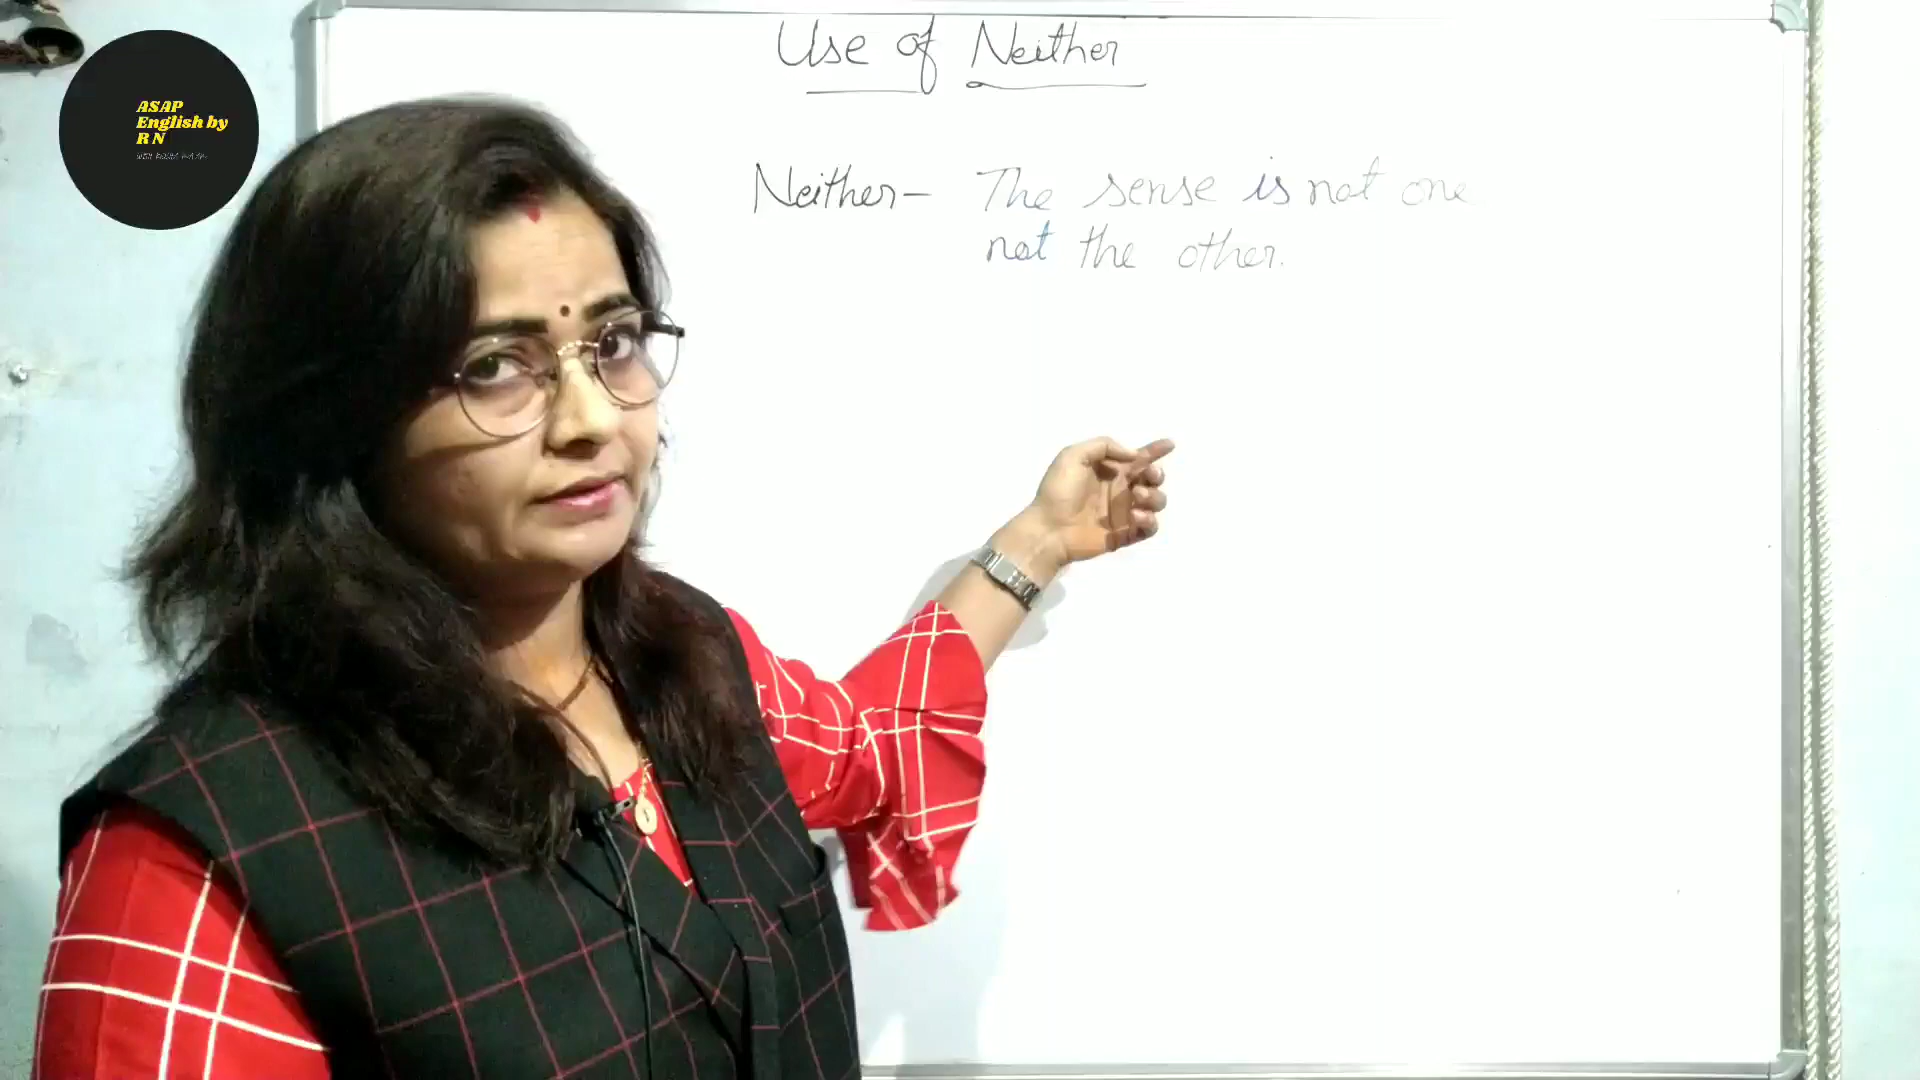 ASAP
English by
R N
Use of Neither
Neither- The sense is not one
not the other.